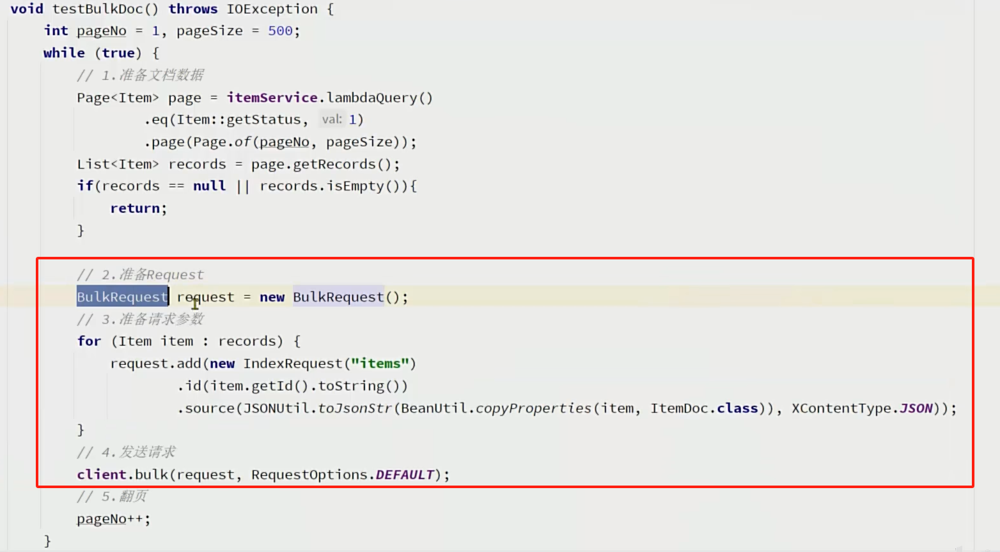 void testBulkDoc() throws IOException {
    int pageNo = 1, pageSize = 500;
    while (true) {
        // 1.准备文档数据
        Page<Item> page = itemService.lambdaQuery()
                .eq(Item::getStatus, val: 1)
                .page(Page.of(pageNo, pageSize));
        List<Item> records = page.getRecords();
        if(records == null || records.isEmpty()){
            return;
        }
        // 2.准备Request
        BulkRequest request = new BulkRequest();
        // 3.准备请求参数
        for (Item item : records) {
            request.add(new IndexRequest("items")
                    .id(item.getId().toString())
                    .source(JSONUtil.toJsonStr(BeanUtil.copyProperties(item, ItemDoc.class)), XContentType.JSON));
        }
        // 4.发送请求
        client.bulk(request, RequestOptions.DEFAULT);
        // 5.翻页
        pageNo++;
    }